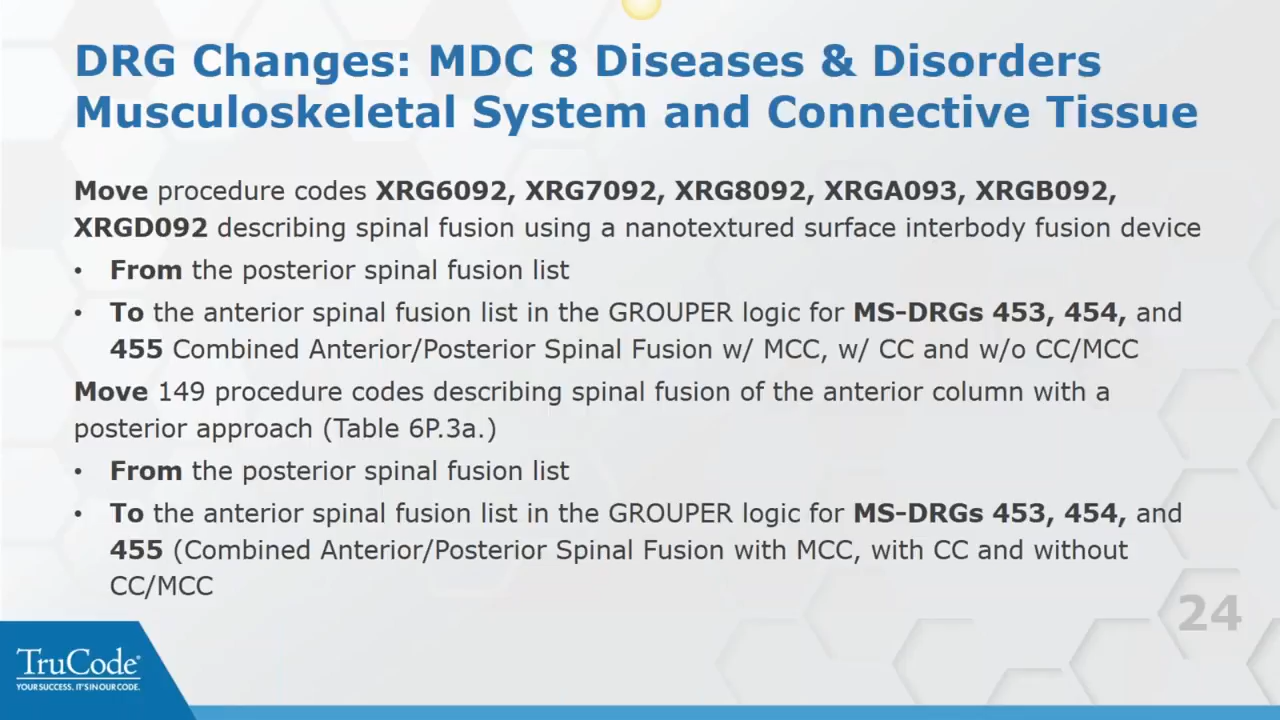 DRG Changes: MDC 8 Diseases & Disorders
Musculoskeletal System and Connective Tissue
Move procedure codes XRG6092, XRG7092, XRG8092, XRGA093, XRGB092,
XRGD092 describing spinal fusion using a nanotextured surface interbody fusion device
• From the posterior spinal fusion list
• To the anterior spinal fusion list in the GROUPER logic for MS-DRGs 453, 454, and
455 Combined Anterior/Posterior Spinal Fusion w/ MCC, w/ CC and w/o CC/MCC
Move 149 procedure codes describing spinal fusion of the anterior column with a
posterior approach (Table 6P.3a.)
• From the posterior spinal fusion list
• To the anterior spinal fusion list in the GROUPER logic for MS-DRGs 453, 454, and
455 (Combined Anterior/Posterior Spinal Fusion with MCC, with CC and without
CC/MCC
24
TruCode®
YOUR SUCCESS. IT'S IN OUR CODE.